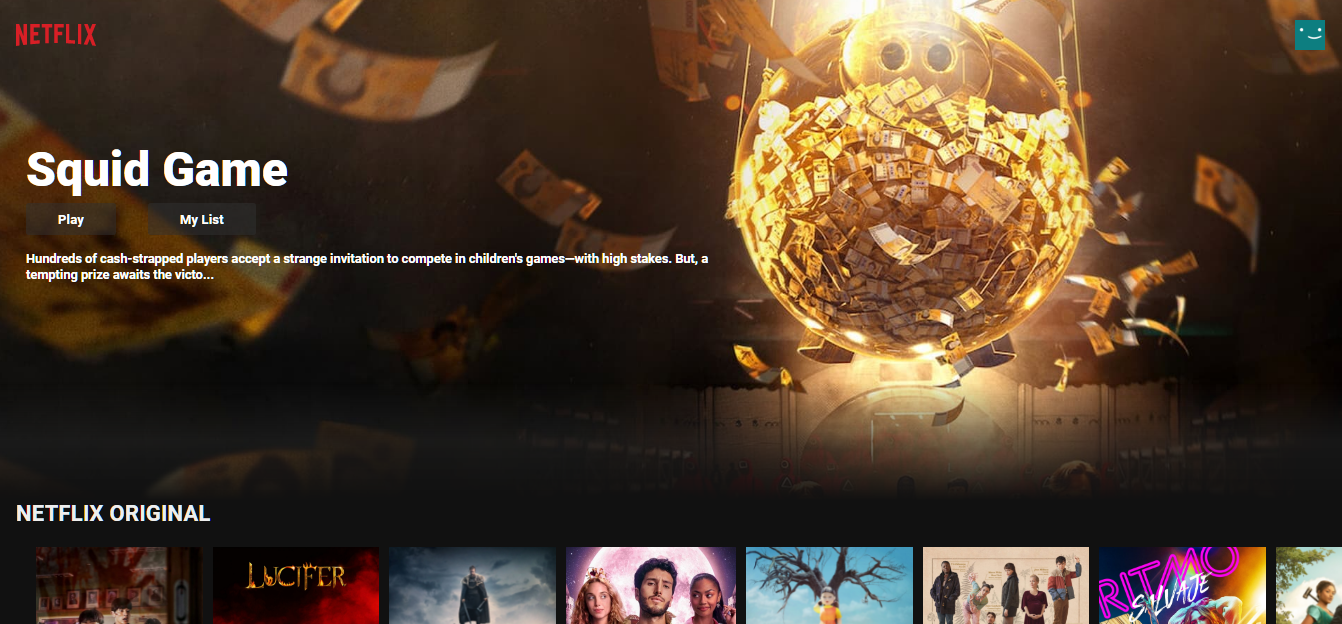 NETFLIX
Squid Game
Play
My List
Hundreds of cash-strapped players accept a strange invitation to compete in children's games—with high stakes. But, a
tempting prize awaits the victo...
NETFLIX ORIGINAL
LUCIFER
RITMO
SALVAJE